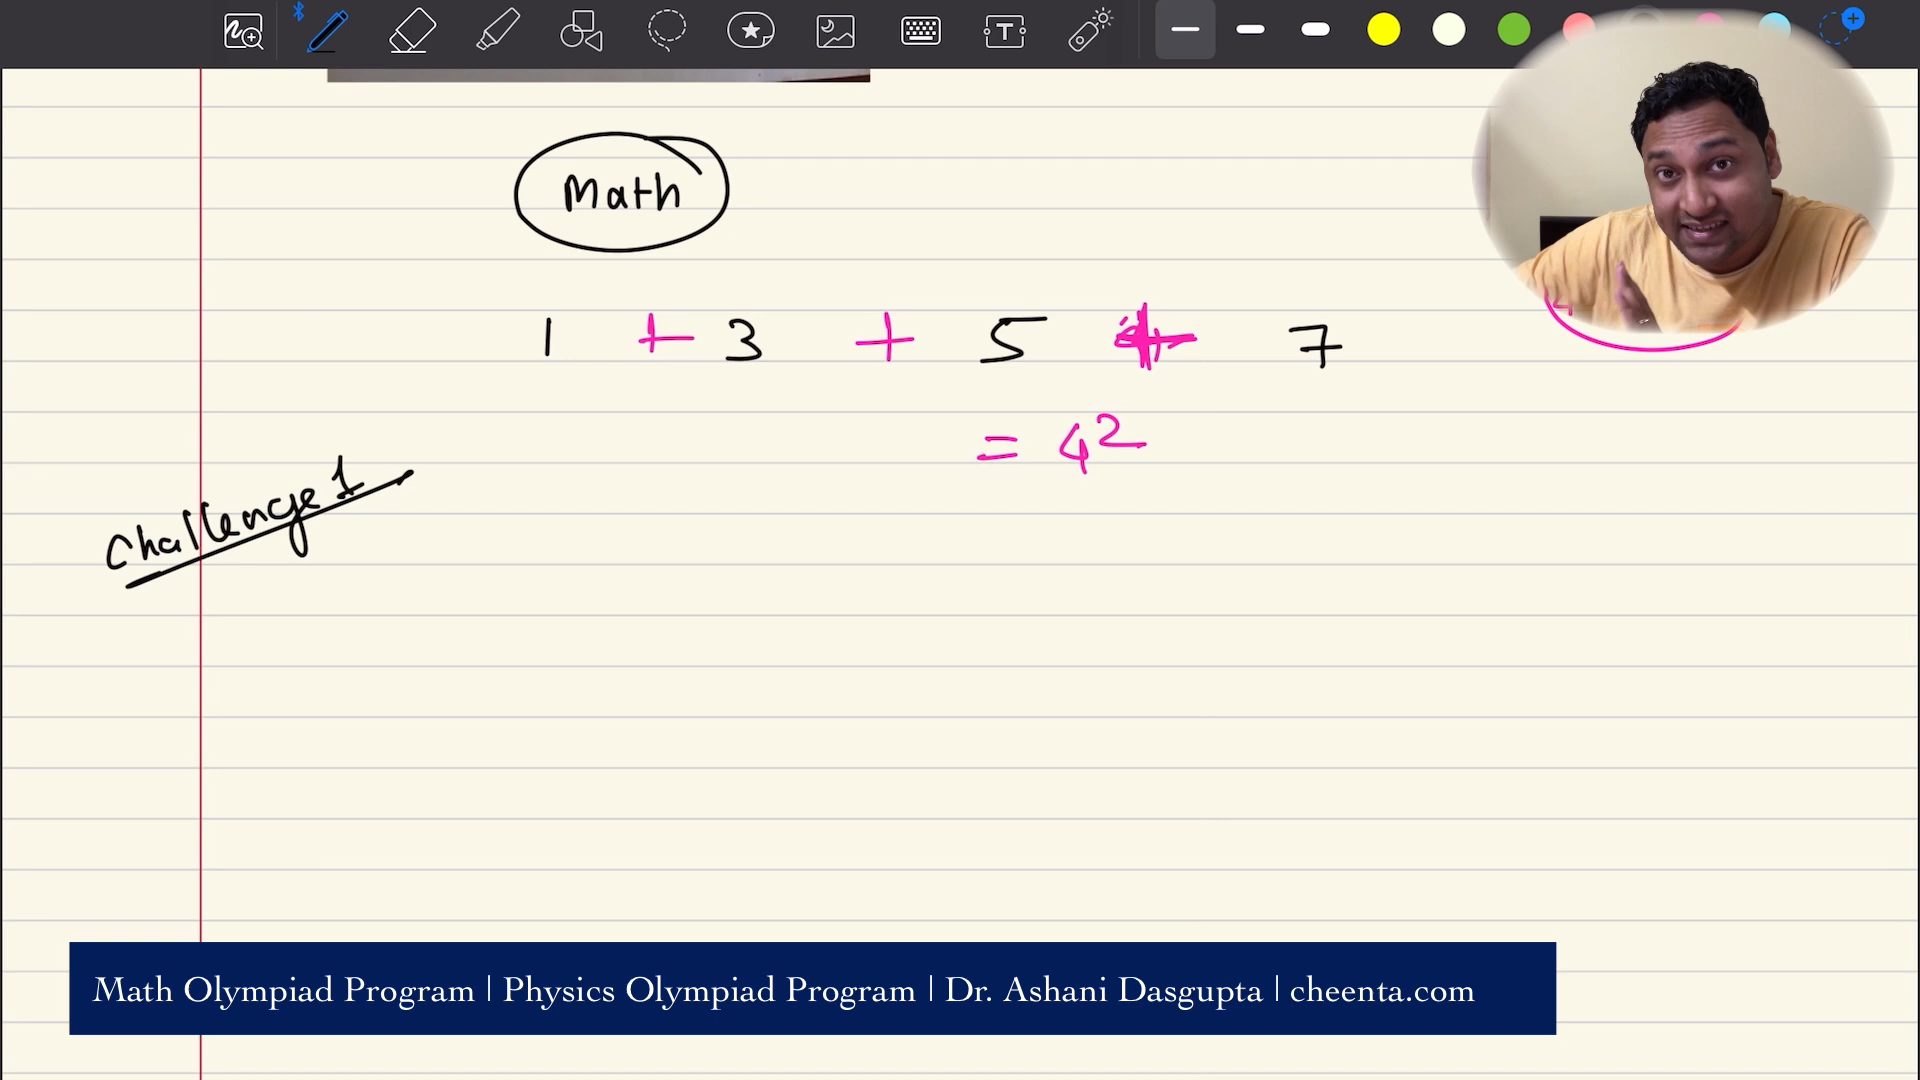 Math
1 + 3 + 5 + 7
= 4²
Challenge 1
Math Olympiad Program | Physics Olympiad Program | Dr. Ashani Dasgupta | cheenta.com